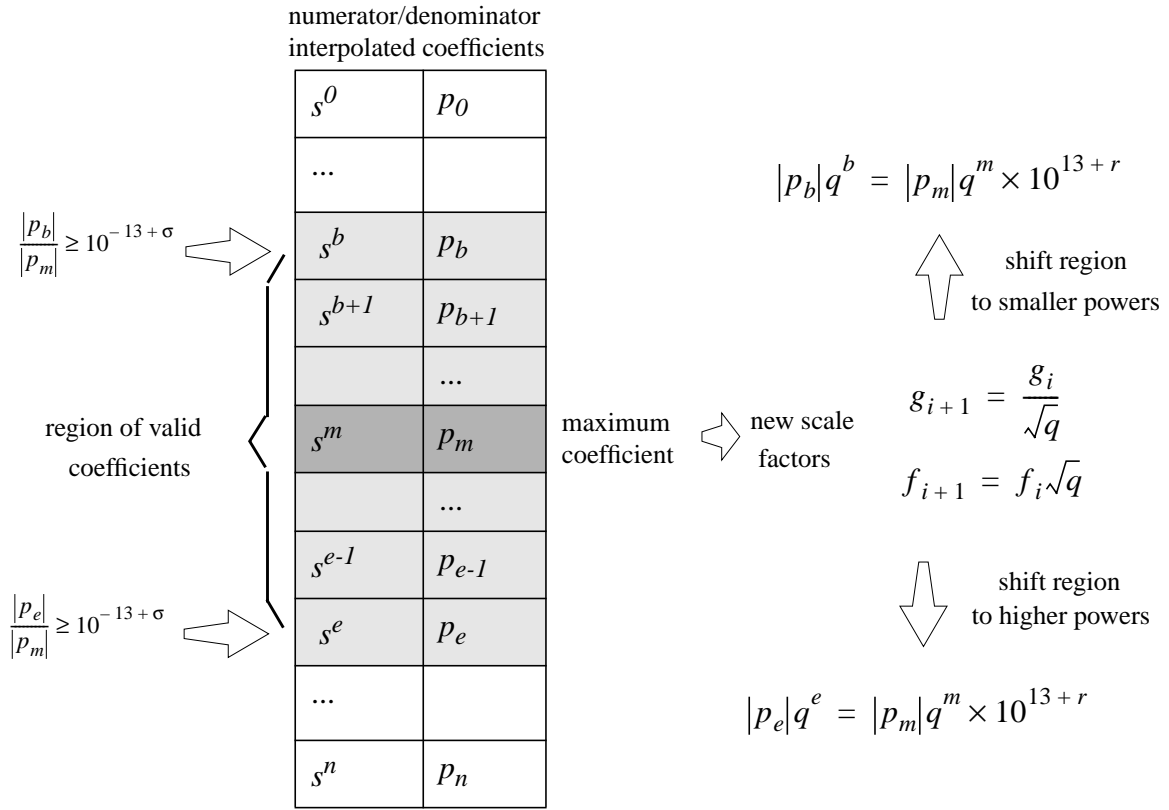 numerator/denominator
interpolated coefficients
s^0 p_0
...
s^b p_b
s^{b+1} p_{b+1}
...
s^m p_m
...
s^{e-1} p_{e-1}
s^e p_e
...
s^n p_n
|p_b| / |p_m| ≥ 10^{-13 + σ}
region of valid
coefficients
|p_e| / |p_m| ≥ 10^{-13 + σ}
maximum
coefficient
new scale
factors
|p_b| q^b = |p_m| q^m × 10^{13 + r}
shift region
to smaller powers
g_{i+1} = g_i / √q
f_{i+1} = f_i √q
shift region
to higher powers
|p_e| q^e = |p_m| q^m × 10^{13 + r}